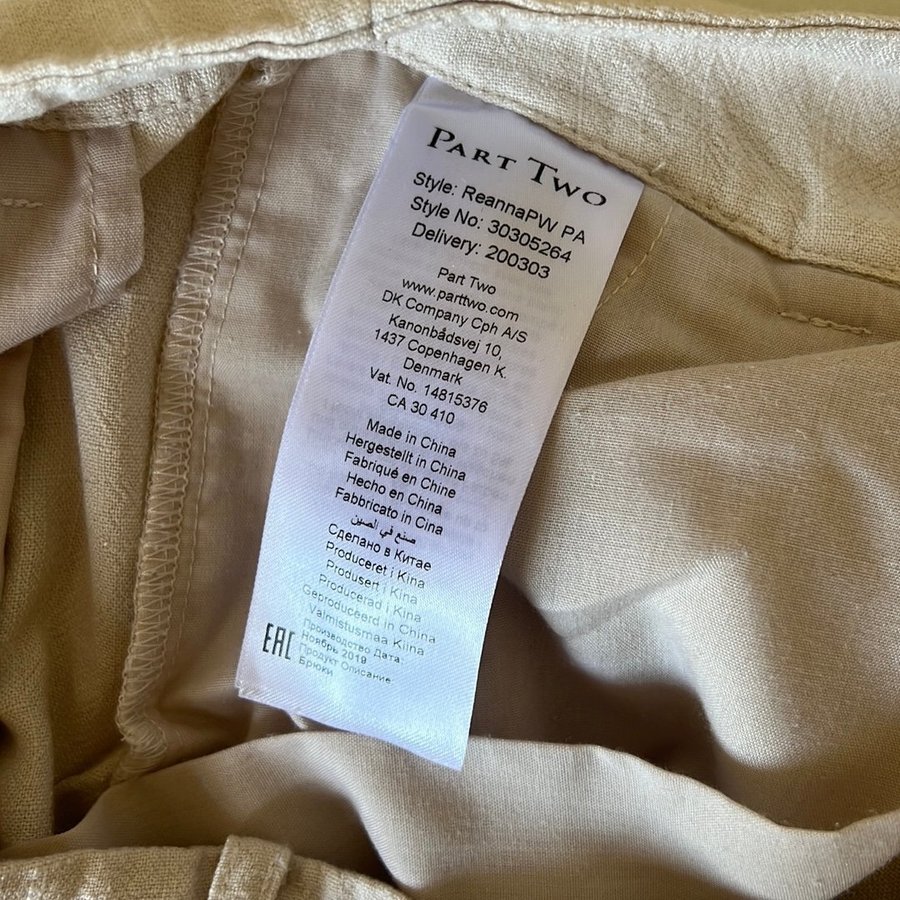 PART TWO
Style: ReannaPW PA
Style No: 30305264
Delivery: 200303
Part Two
www.parttwo.com
DK Company Cph A/S
Kanonbådsvej 10,
1437 Copenhagen K.
Denmark
Vat. No. 14815376
CA 30 410
Made in China
Hergestellt in China
Fabriqué en Chine
Hecho en China
Fabbricato in Cina
صنع في الصين
Сделано в Китае
Produceret i Kina
Produsert i Kina
Producerad i Kina
Geproduceerd in China
Valmistusmaa Kiina
EAC
Производство Дата:
Ноябрь 2019
Продукт Описание
Брюки